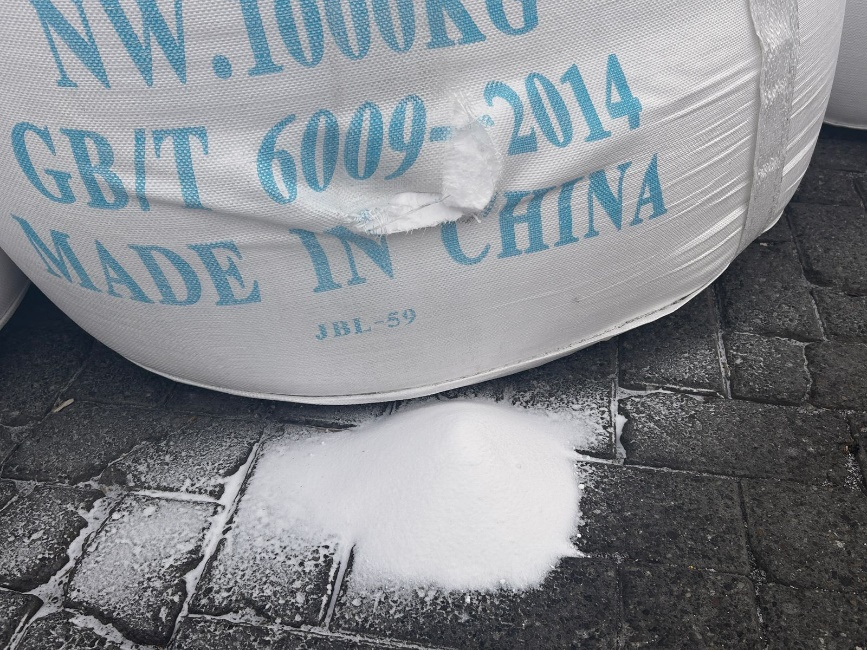 NW.1000KG
GB/T 6009-2014
MADE IN CHINA
JBL-59